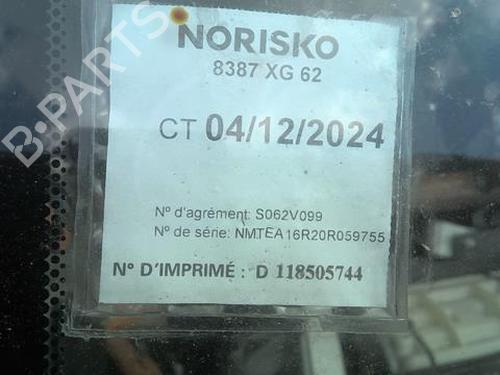 NORISKO
8387 XG 62
CT 04/12/2024
N° d'agrément: S062V099
N° de série: NMTEA16R20R059755
N° D'IMPRIMÉ : D 118505744
B-PARTS